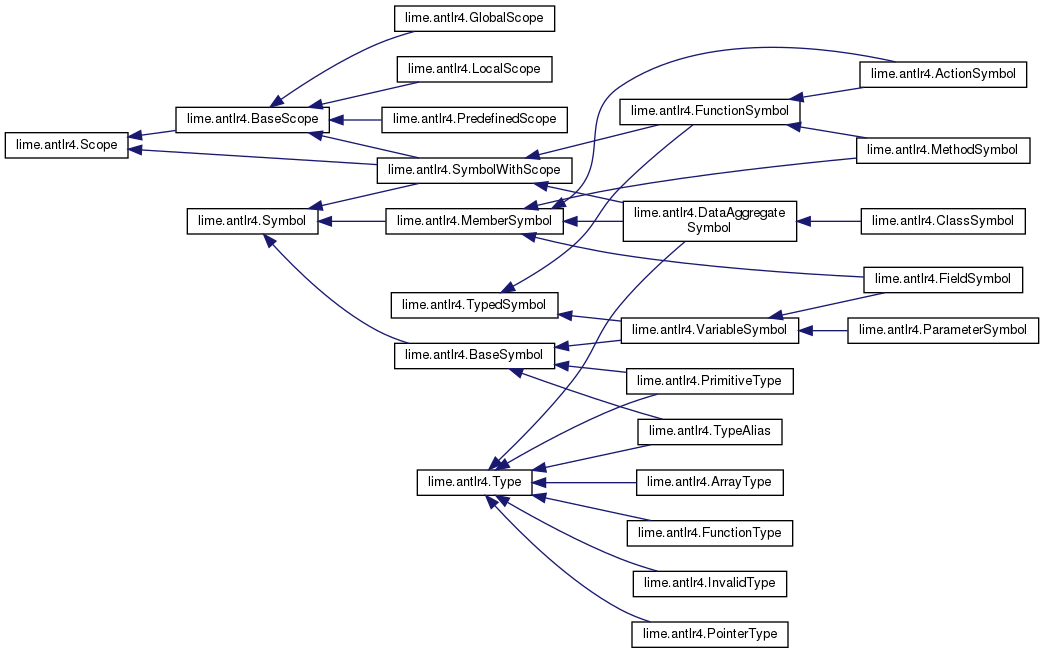 lime.antlr4.GlobalScope
lime.antlr4.LocalScope
lime.antlr4.ActionSymbol
lime.antlr4.FunctionSymbol
lime.antlr4.BaseScope
lime.antlr4.PredefinedScope
lime.antlr4.Scope
lime.antlr4.MethodSymbol
lime.antlr4.SymbolWithScope
lime.antlr4.Symbol
lime.antlr4.MemberSymbol
lime.antlr4.DataAggregate
Symbol
lime.antlr4.ClassSymbol
lime.antlr4.FieldSymbol
lime.antlr4.TypedSymbol
lime.antlr4.VariableSymbol
lime.antlr4.ParameterSymbol
lime.antlr4.BaseSymbol
lime.antlr4.PrimitiveType
lime.antlr4.TypeAlias
lime.antlr4.Type
lime.antlr4.ArrayType
lime.antlr4.FunctionType
lime.antlr4.InvalidType
lime.antlr4.PointerType